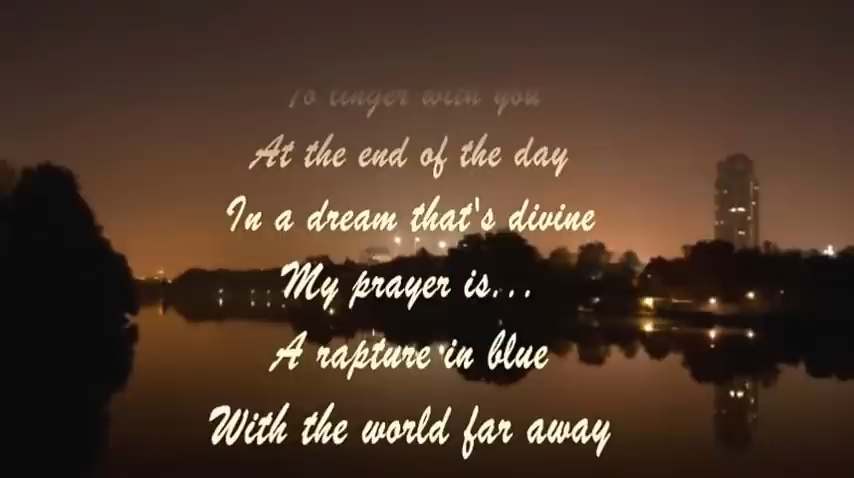 To linger with you
At the end of the day
In a dream that's divine
My prayer is...
A rapture in blue
With the world far away